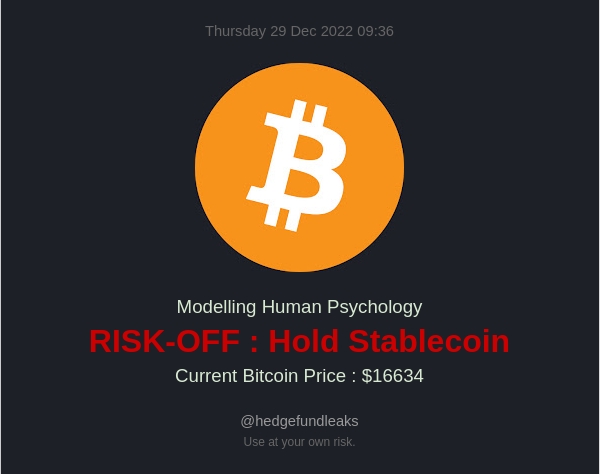 Thursday 29 Dec 2022 09:36
Modelling Human Psychology
RISK-OFF : Hold Stablecoin
Current Bitcoin Price : $16634
@hedgefundleaks
Use at your own risk.